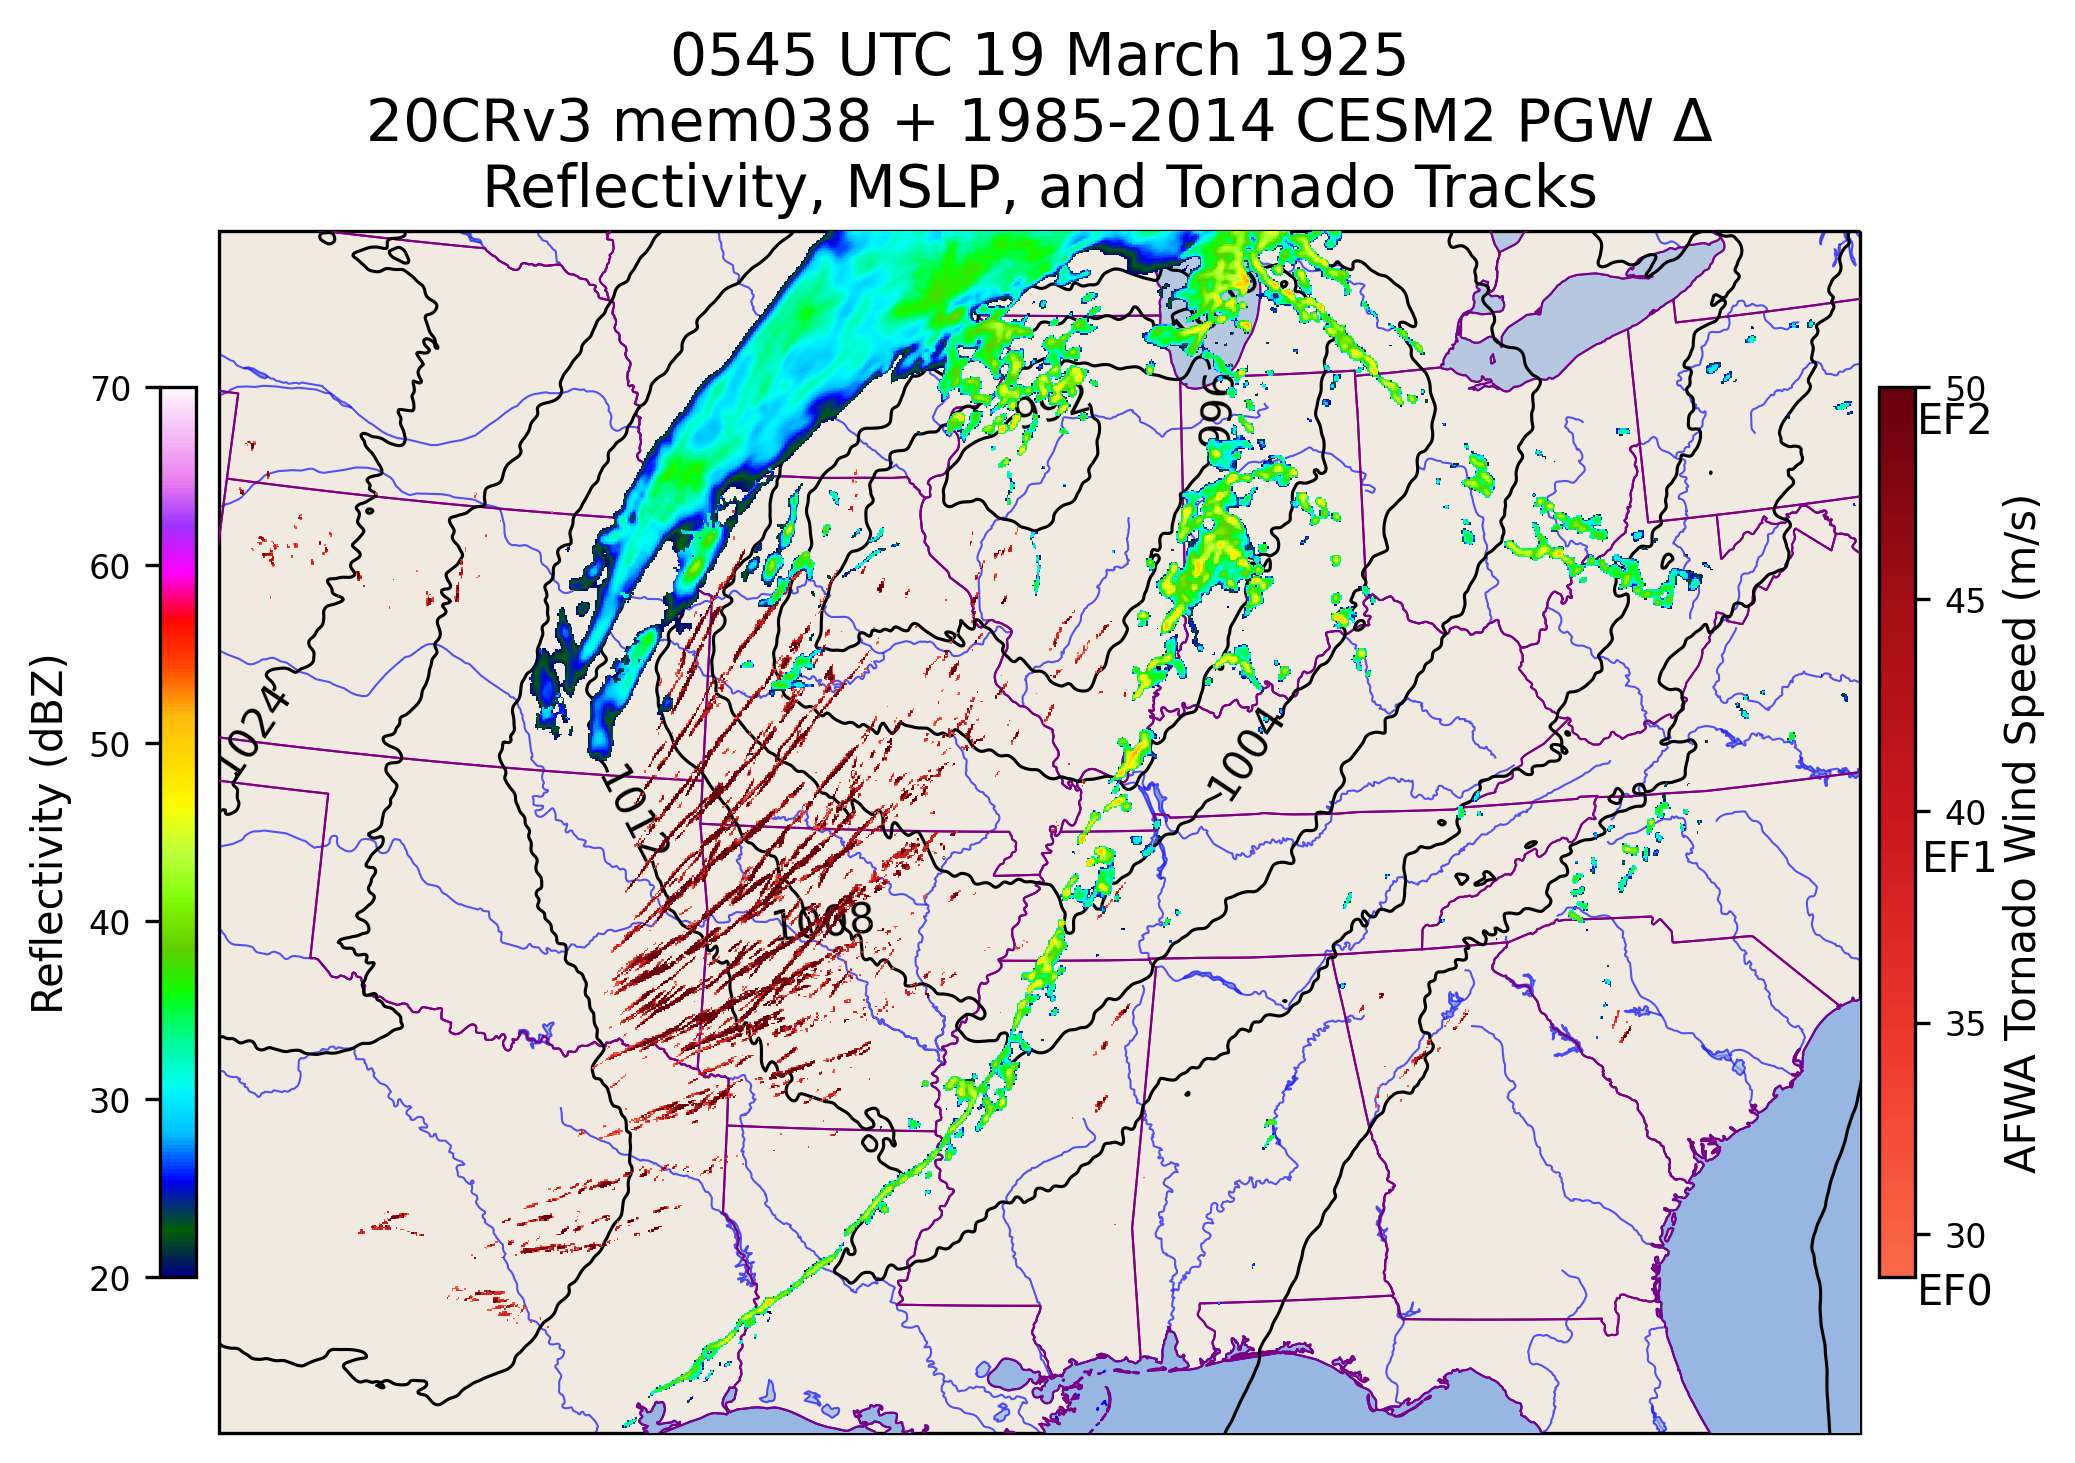 0545 UTC 19 March 1925
20CRv3 mem038 + 1985-2014 CESM2 PGW Δ
Reflectivity, MSLP, and Tornado Tracks
70
60
50
40
30
20
Reflectivity (dBZ)
992
996
1004
1024
1012
1008
50
EF2
45
40
EF1
35
30
EF0
AFWA Tornado Wind Speed (m/s)